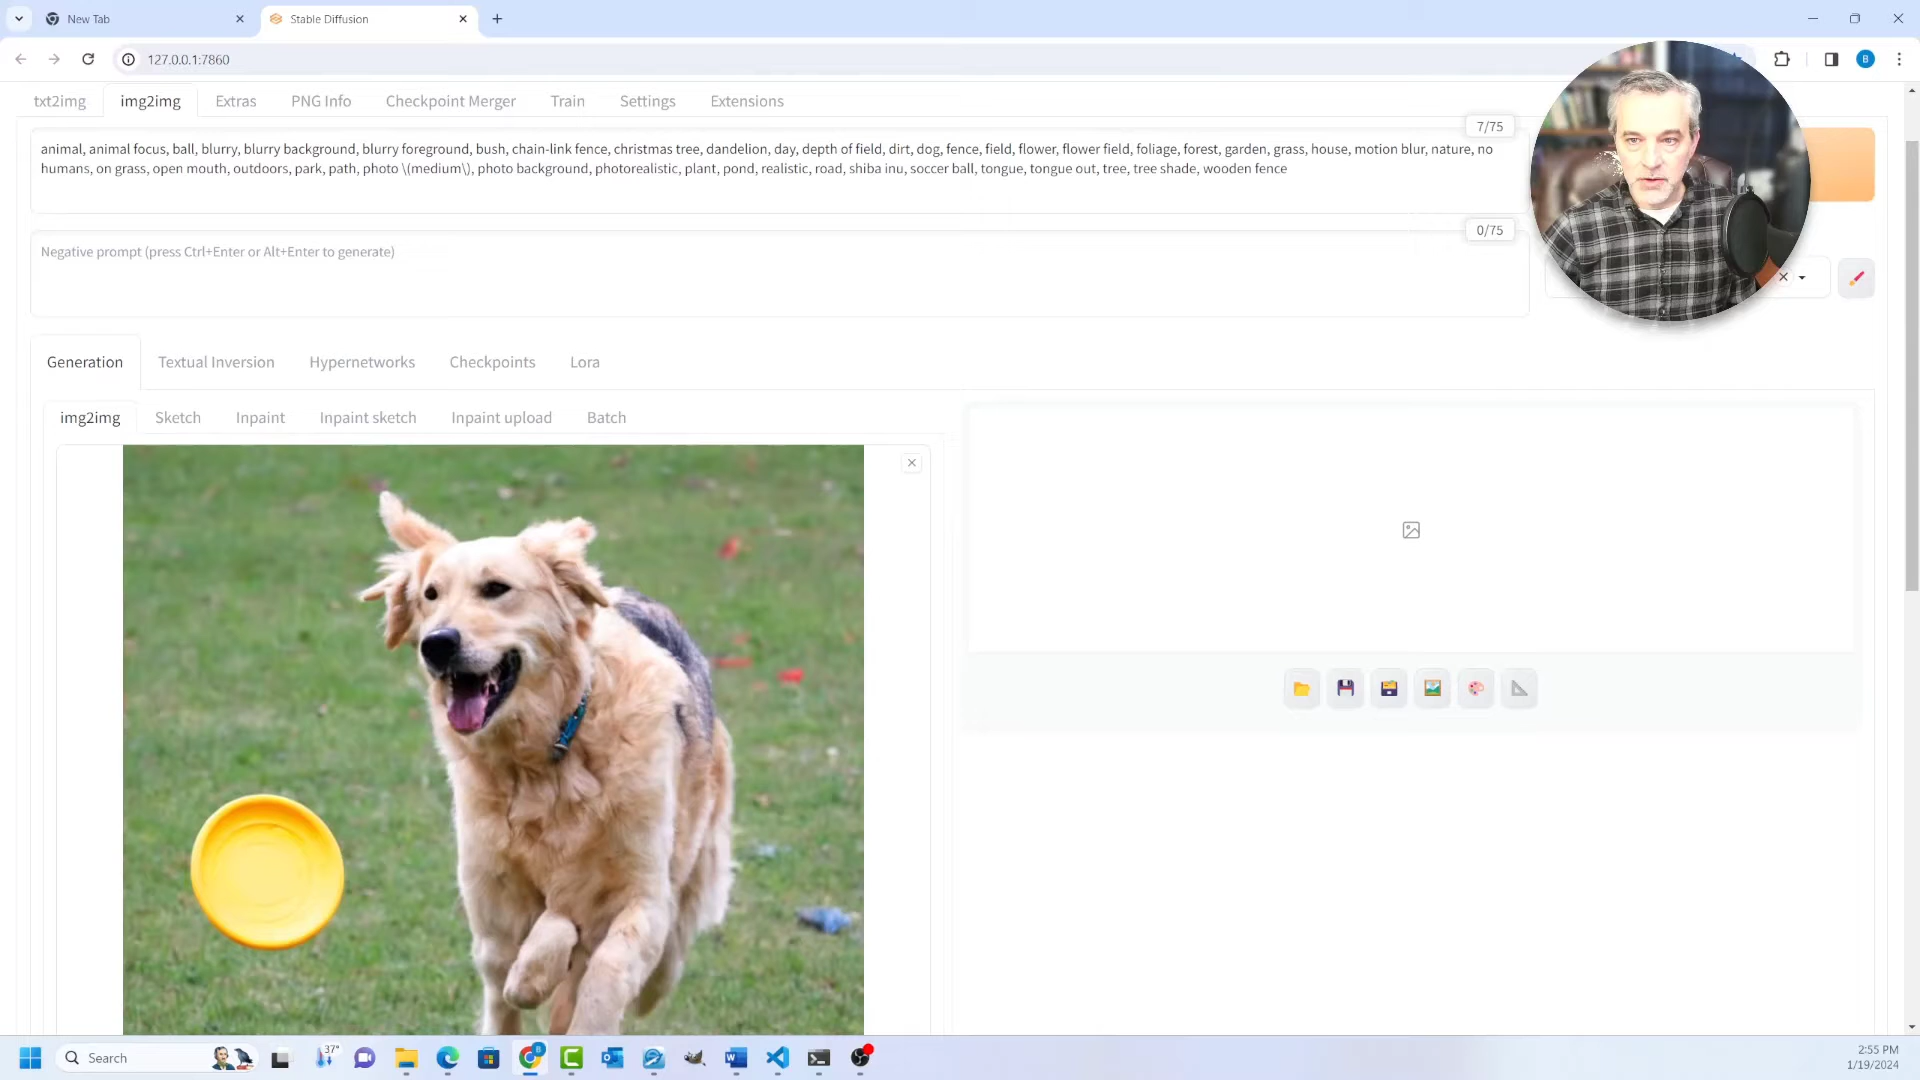 New Tab
Stable Diffusion
127.0.0.1:7860
B
txt2img img2img Extras PNG Info Checkpoint Merger Train Settings Extensions
7/75
animal, animal focus, ball, blurry, blurry background, blurry foreground, bush, chain-link fence, christmas tree, dandelion, day, depth of field, dirt, dog, fence, field, flower, flower field, foliage, forest, garden, grass, house, motion blur, nature, no
humans, on grass, open mouth, outdoors, park, path, photo \(medium\), photo background, photorealistic, plant, pond, realistic, road, shiba inu, soccer ball, tongue, tongue out, tree, tree shade, wooden fence
0/75
Negative prompt (press Ctrl+Enter or Alt+Enter to generate)
Generation Textual Inversion Hypernetworks Checkpoints Lora
img2img Sketch Inpaint Inpaint sketch Inpaint upload Batch
Search
37°
2:55 PM
1/19/2024